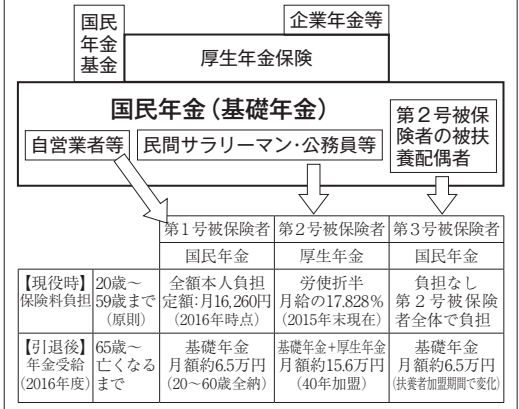 国民
年金
基金
企業年金等
厚生年金保険
国民年金（基礎年金）
自営業者等
民間サラリーマン・公務員等
第２号被保
険者の被扶
養配偶者
第１号被保険者
第２号被保険者
第３号被保険者
国民年金
厚生年金
国民年金
【現役時】
保険料負担
20歳～
59歳まで
（原則）
全額本人負担
定額：月16,260円
（2016年時点）
労使折半
月給の17.828％
（2015年末現在）
負担なし
第２号被保険
者全体で負担
【引退後】
年金受給
（2016年度）
65歳～
亡くなる
まで
基礎年金
月額約6.5万円
（20～60歳全納）
基礎年金+厚生年金
月額約15.6万円
（40年加盟）
基礎年金
月額約6.5万円
（扶養者加盟期間で変化）